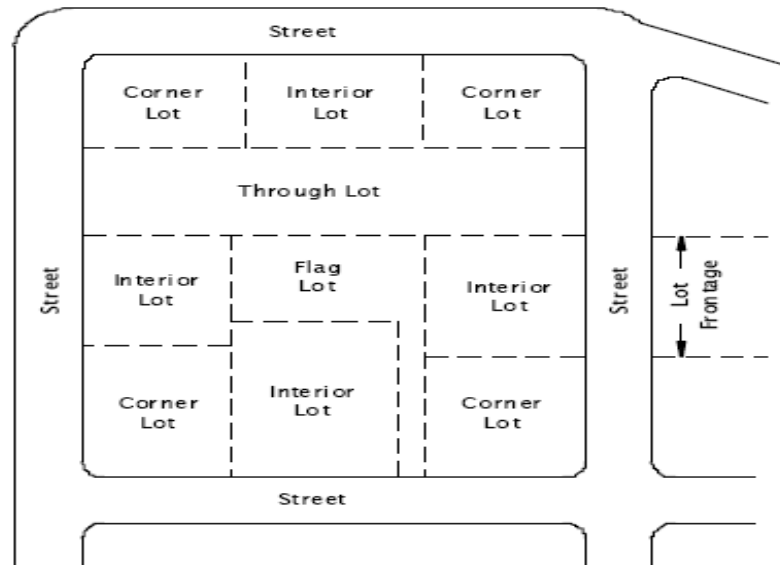 Street
Corner
Lot
Interior
Lot
Corner
Lot
Through Lot
Street
Interior
Lot
Flag
Lot
Interior
Lot
Street
Lot
Frontage
Corner
Lot
Interior
Lot
Corner
Lot
Street